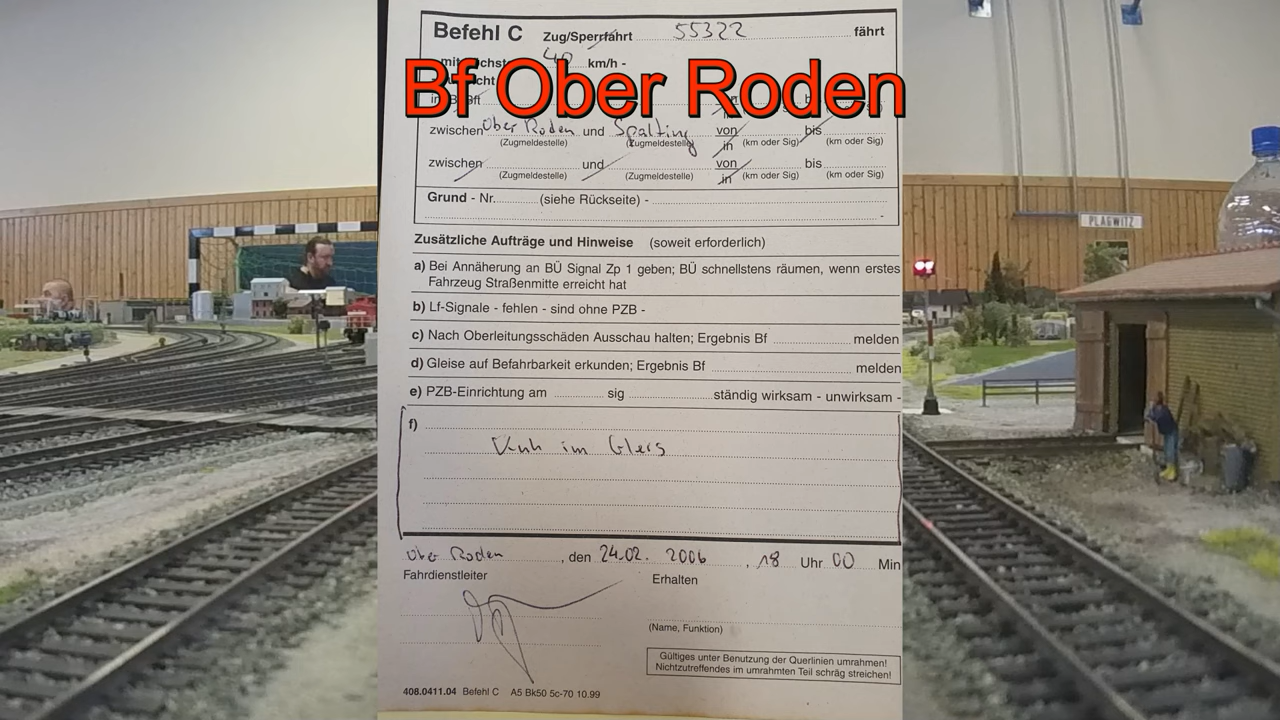 Befehl C Zug/Sperrfahrt 55322 fährt
40 km/h -
Bf Ober Roden
zwischen Ober Roden und Spalting von bis
(Zugmeldestelle) (Zugmeldestelle) in (km oder Sig) (km oder Sig)
zwischen und von bis
(Zugmeldestelle) (Zugmeldestelle) in (km oder Sig) (km oder Sig)
Grund - Nr. (siehe Rückseite) -
-
Zusätzliche Aufträge und Hinweise (soweit erforderlich)
a) Bei Annäherung an BÜ Signal Zp 1 geben; BÜ schnellstens räumen, wenn erstes
Fahrzeug Straßenmitte erreicht hat
b) Lf-Signale - fehlen - sind ohne PZB -
c) Nach Oberleitungsschäden Ausschau halten; Ergebnis Bf melden
d) Gleise auf Befahrbarkeit erkunden; Ergebnis Bf melden
e) PZB-Einrichtung am sig ständig wirksam - unwirksam -
f)
Kuh im Gleis
Ober Roden , den 24.02. 2006 , 18 Uhr 00 Min
Fahrdienstleiter Erhalten
(Name, Funktion)
Gültiges unter Benutzung der Querlinien umrahmen!
Nichtzutreffendes im umrahmten Teil schräg streichen!
408.0411.04 Befehl C A5 Bk50 5c-70 10.99
PLAGWITZ